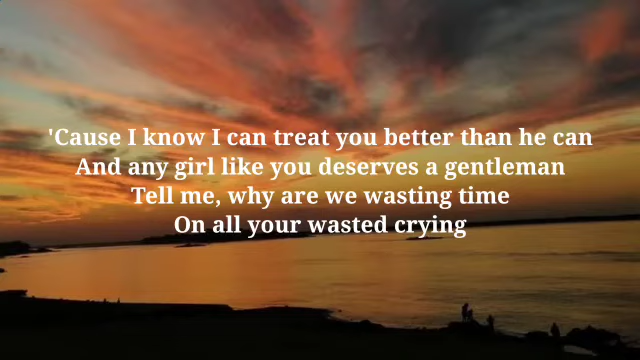 'Cause I know I can treat you better than he can
And any girl like you deserves a gentleman
Tell me, why are we wasting time
On all your wasted crying